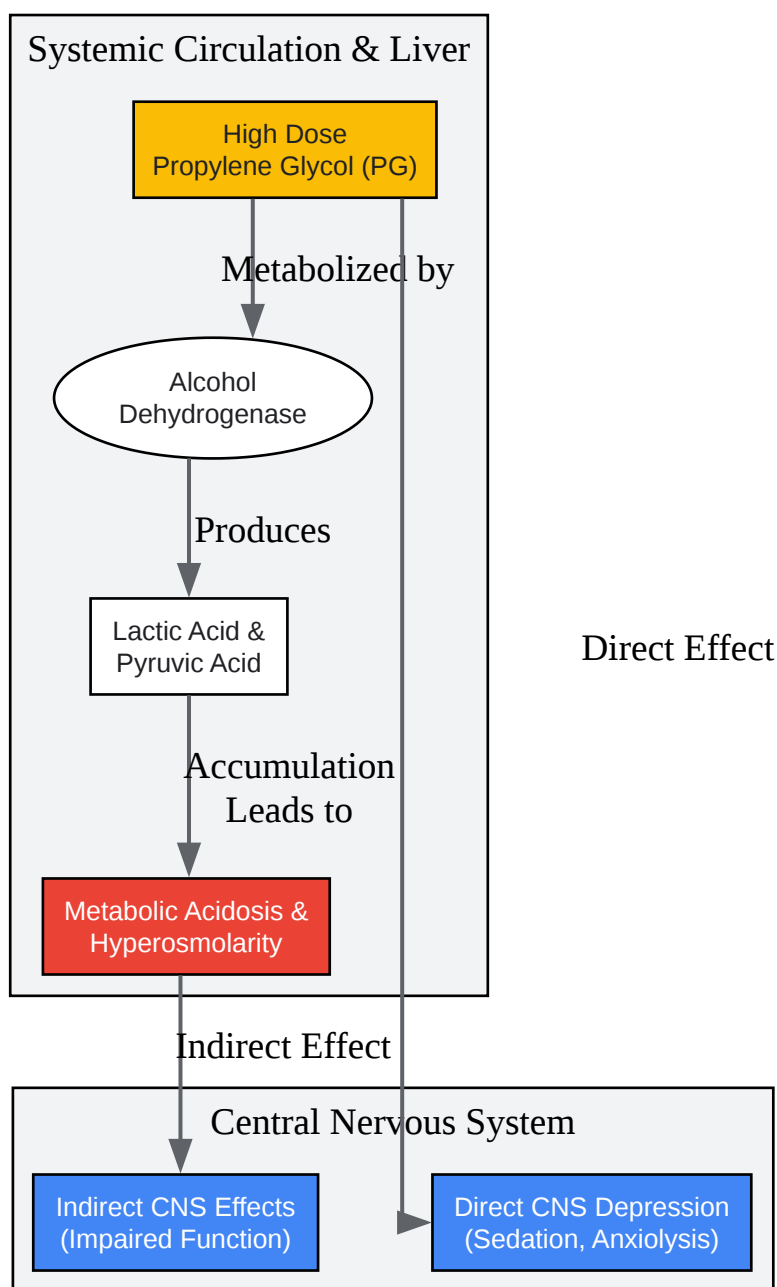 Systemic Circulation & Liver
High Dose
Propylene Glycol (PG)
Metabolized by
Alcohol
Dehydrogenase
Produces
Lactic Acid &
Pyruvic Acid
Direct Effect
Accumulation
Leads to
Metabolic Acidosis &
Hyperosmolarity
Indirect Effect
Central Nervous System
Indirect CNS Effects
(Impaired Function)
Direct CNS Depression
(Sedation, Anxiolysis)